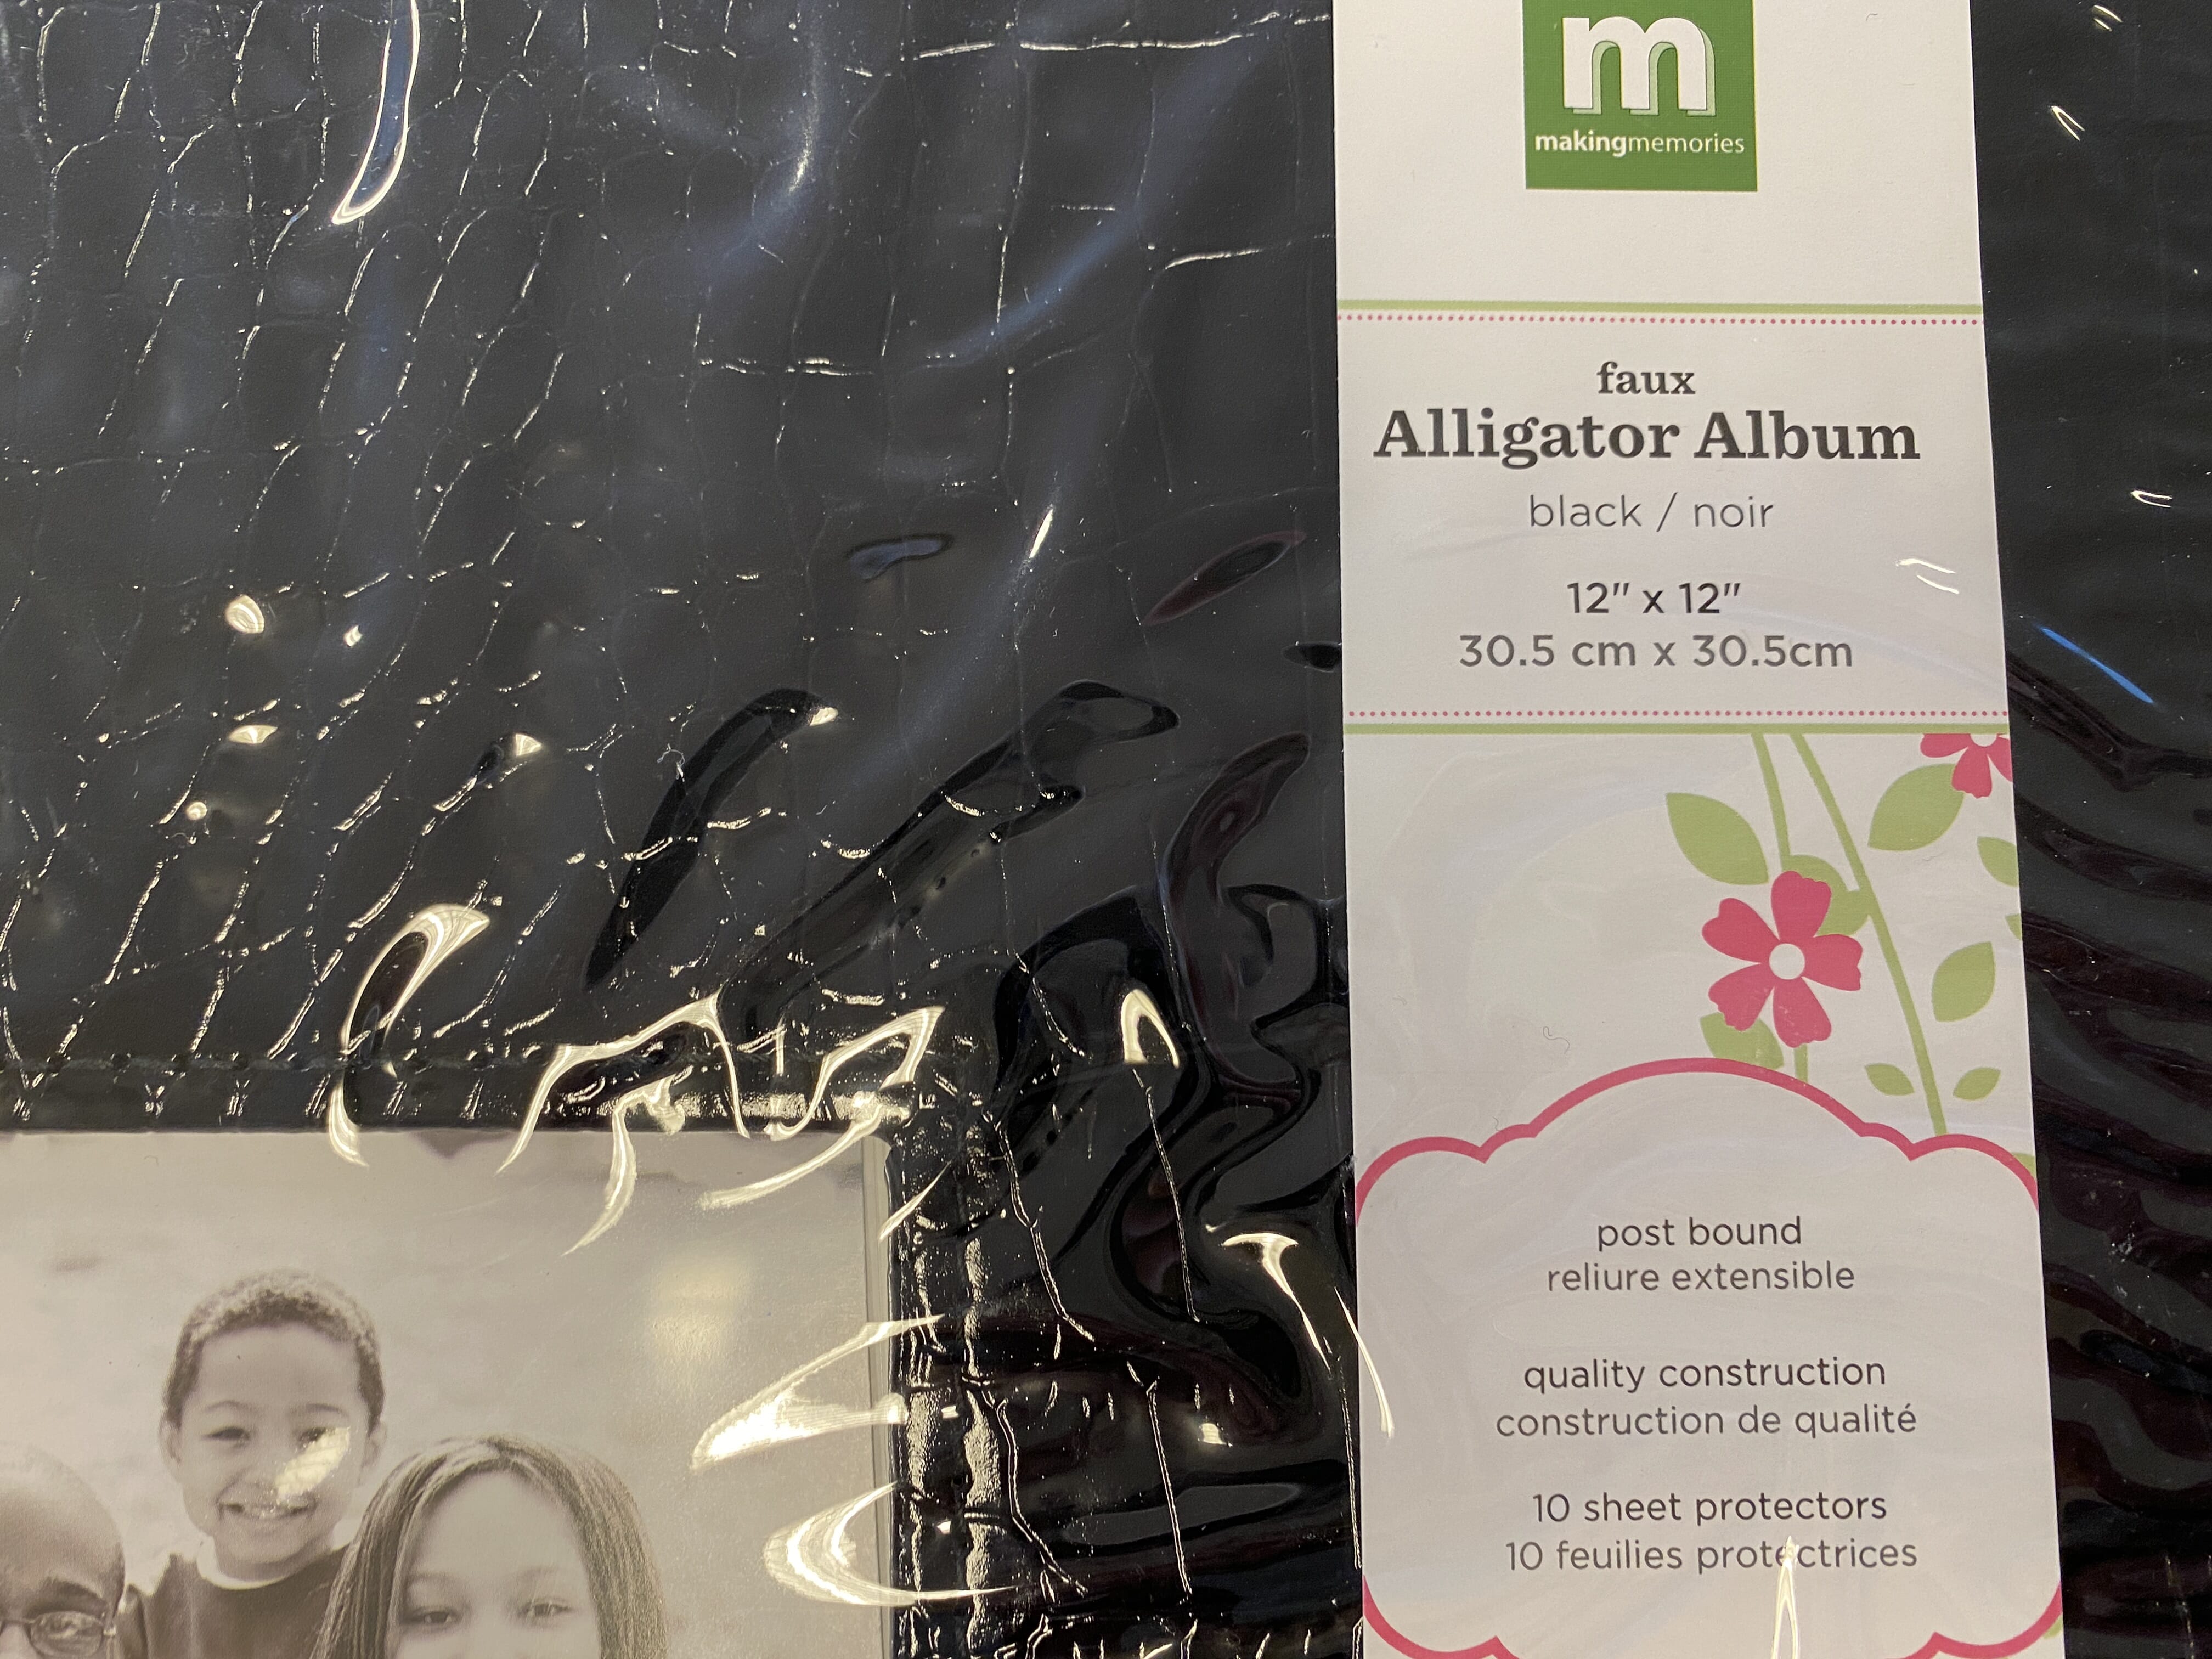 m
makingmemories
faux
Alligator Album
black / noir
12" x 12"
30.5 cm x 30.5cm
post bound
reliure extensible
quality construction
construction de qualité
10 sheet protectors
10 feuilies protectrices